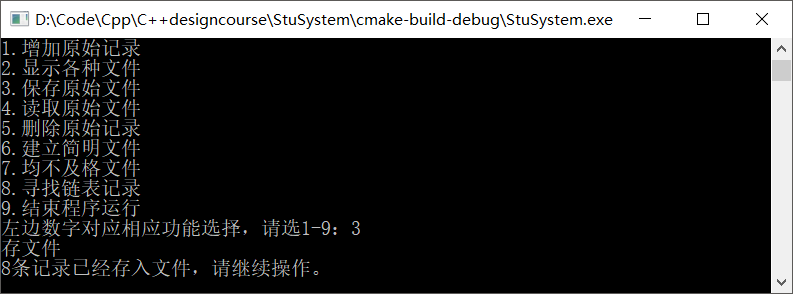 D:\Code\Cpp\C++designcourse\StuSystem\cmake-build-debug\StuSystem.exe
1.增加原始记录
2.显示各种文件
3.保存原始文件
4.读取原始文件
5.删除原始记录
6.建立简明文件
7.均不及格文件
8.寻找链表记录
9.结束程序运行
左边数字对应相应功能选择，请选1-9：3
存文件
8条记录已经存入文件，请继续操作。